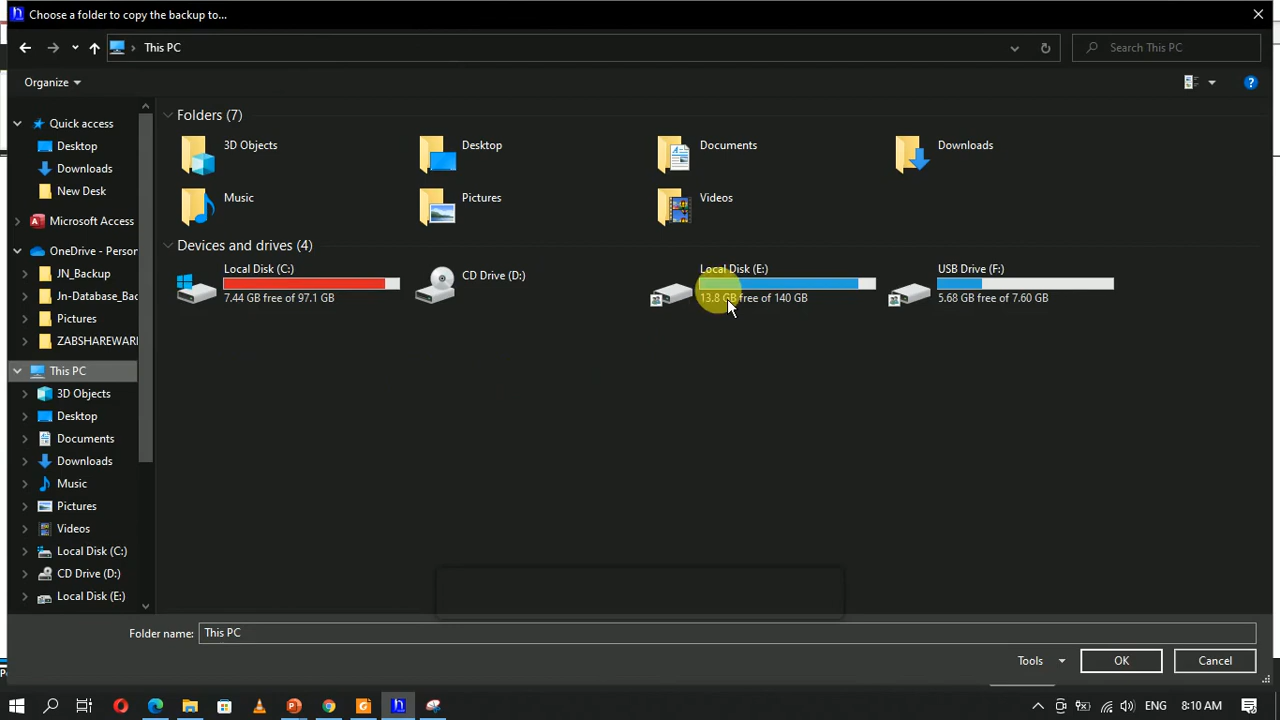 Choose a folder to copy the backup to...
This PC
Search This PC
Organize
Quick access
Desktop
Downloads
New Desk
Microsoft Access
OneDrive - Person
JN_Backup
Jn-Database_Bac
Pictures
ZABSHAREWAR
This PC
3D Objects
Desktop
Documents
Downloads
Music
Pictures
Videos
Local Disk (C:)
CD Drive (D:)
Local Disk (E:)
Folders (7)
3D Objects
Desktop
Documents
Downloads
Music
Pictures
Videos
Devices and drives (4)
Local Disk (C:)
7.44 GB free of 97.1 GB
CD Drive (D:)
Local Disk (E:)
13.8 GB free of 140 GB
USB Drive (F:)
5.68 GB free of 7.60 GB
Folder name: This PC
Tools
OK
Cancel
ENG
8:10 AM